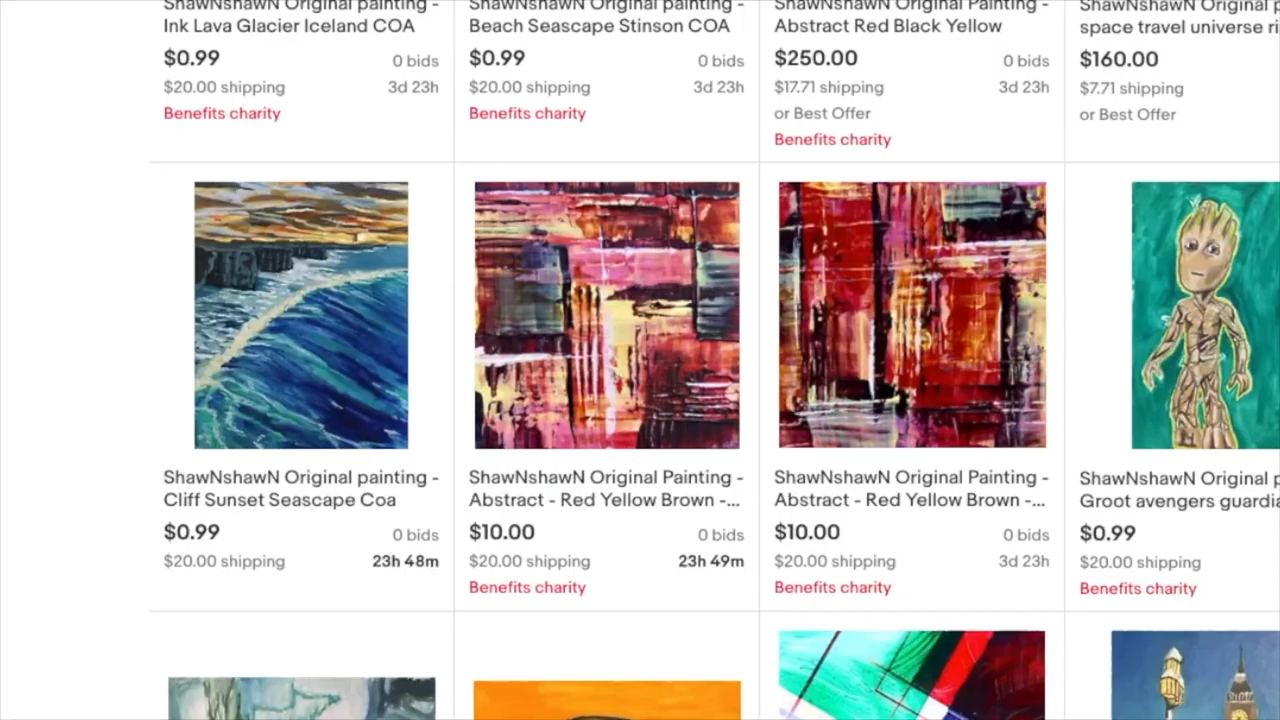 ShawNshawN Original painting -
Ink Lava Glacier Iceland COA
$0.99 0 bids
$20.00 shipping 3d 23h
Benefits charity
ShawNshawN Original painting -
Beach Seascape Stinson COA
$0.99 0 bids
$20.00 shipping 3d 23h
Benefits charity
ShawNshawN Original Painting -
Abstract Red Black Yellow
$250.00 0 bids
$17.71 shipping 3d 23h
or Best Offer
Benefits charity
ShawNshawN Original p
space travel universe ri
$160.00
$7.71 shipping
or Best Offer
ShawNshawN Original painting -
Cliff Sunset Seascape Coa
$0.99 0 bids
$20.00 shipping 23h 48m
ShawNshawN Original Painting -
Abstract - Red Yellow Brown -...
$10.00 0 bids
$20.00 shipping 23h 49m
Benefits charity
ShawNshawN Original Painting -
Abstract - Red Yellow Brown -...
$10.00 0 bids
$20.00 shipping 3d 23h
Benefits charity
ShawNshawN Original p
Groot avengers guardia
$0.99
$20.00 shipping
Benefits charity